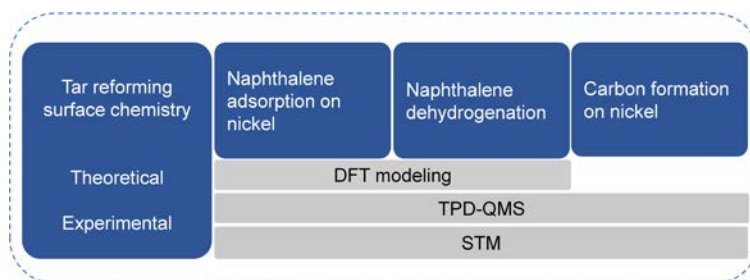 Tar reforming
surface chemistry
Naphthalene
adsorption on
nickel
Naphthalene
dehydrogenation
Carbon formation
on nickel
Theoretical
DFT modeling
Experimental
TPD-QMS
STM